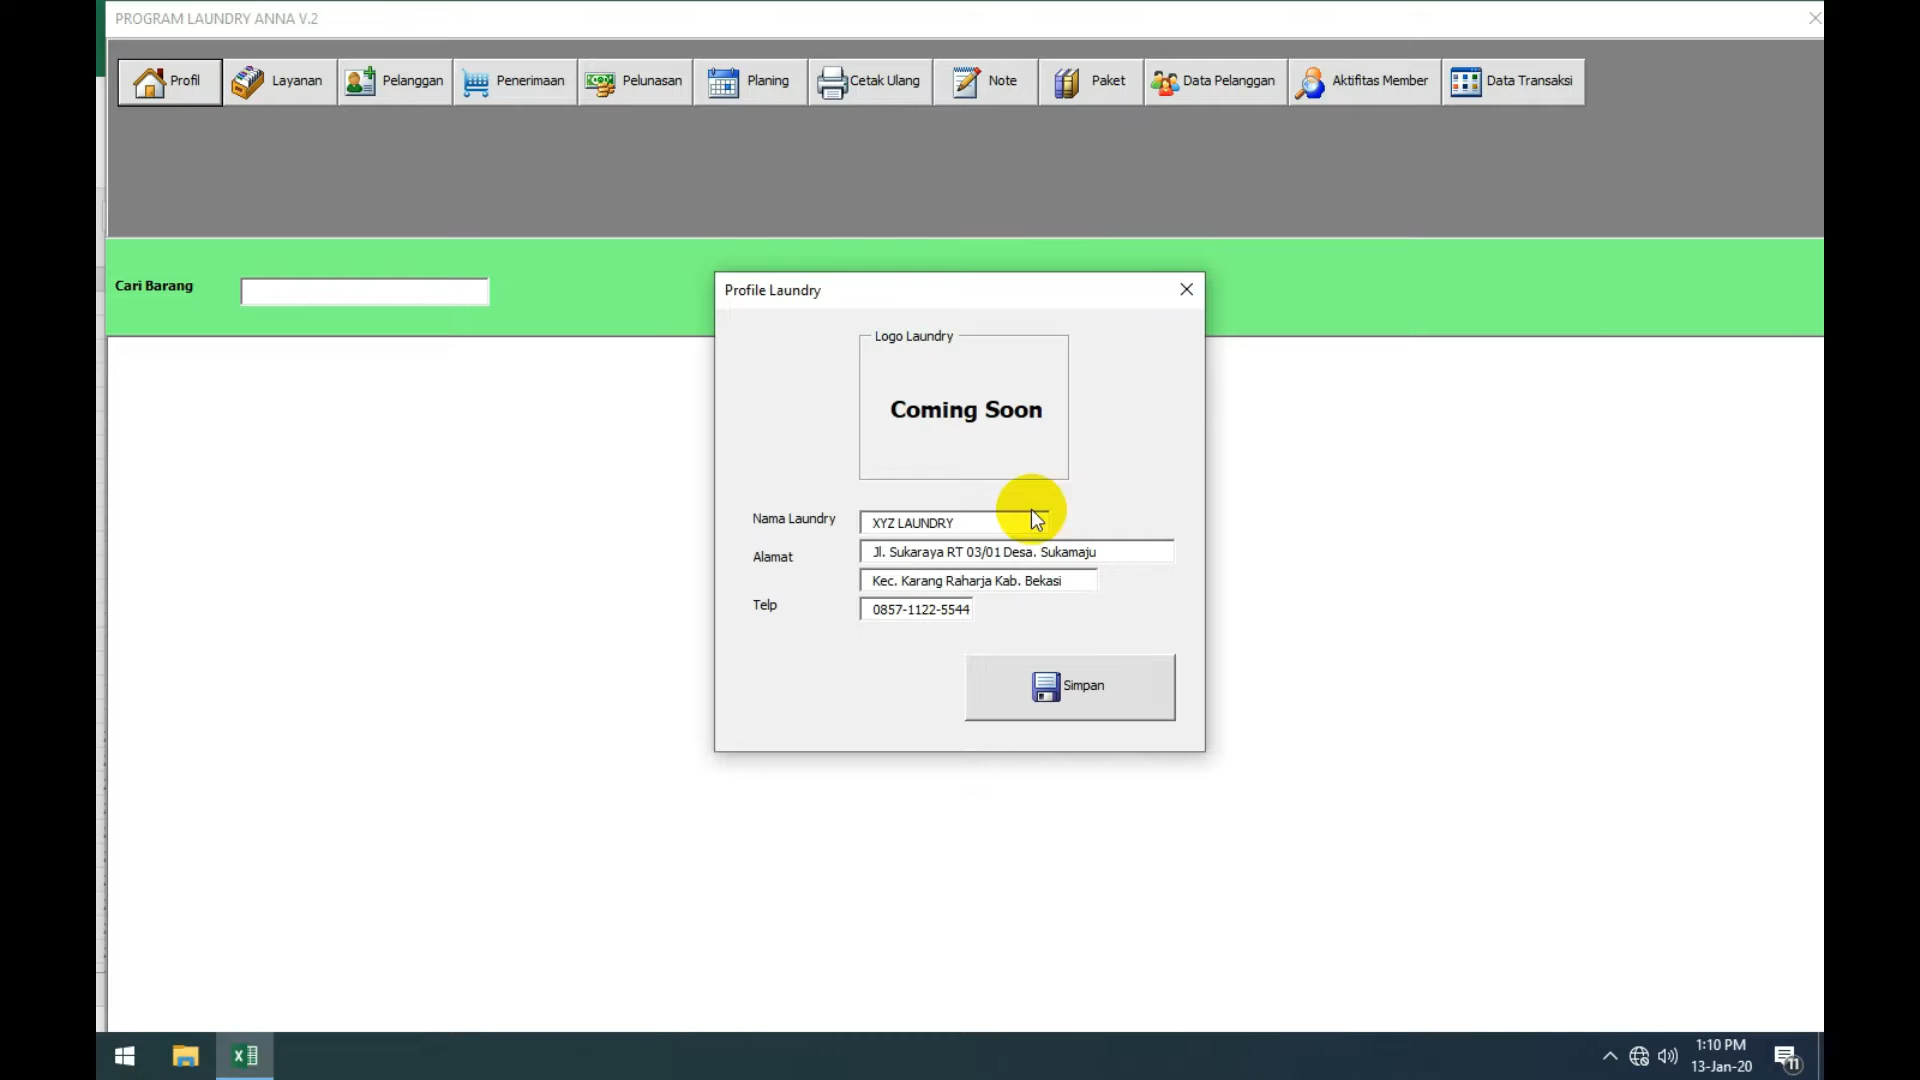 PROGRAM LAUNDRY ANNA V.2
Profil
Layanan
Pelanggan
Penerimaan
Pelunasan
Planing
Cetak Ulang
Note
Paket
Data Pelanggan
Aktifitas Member
Data Transaksi
Cari Barang
Profile Laundry
Logo Laundry
Coming Soon
Nama Laundry
XYZ LAUNDRY
Alamat
Jl. Sukaraya RT 03/01 Desa. Sukamaju
Kec. Karang Raharja Kab. Bekasi
Telp
0857-1122-5544
Simpan
1:10 PM
13-Jan-20
11